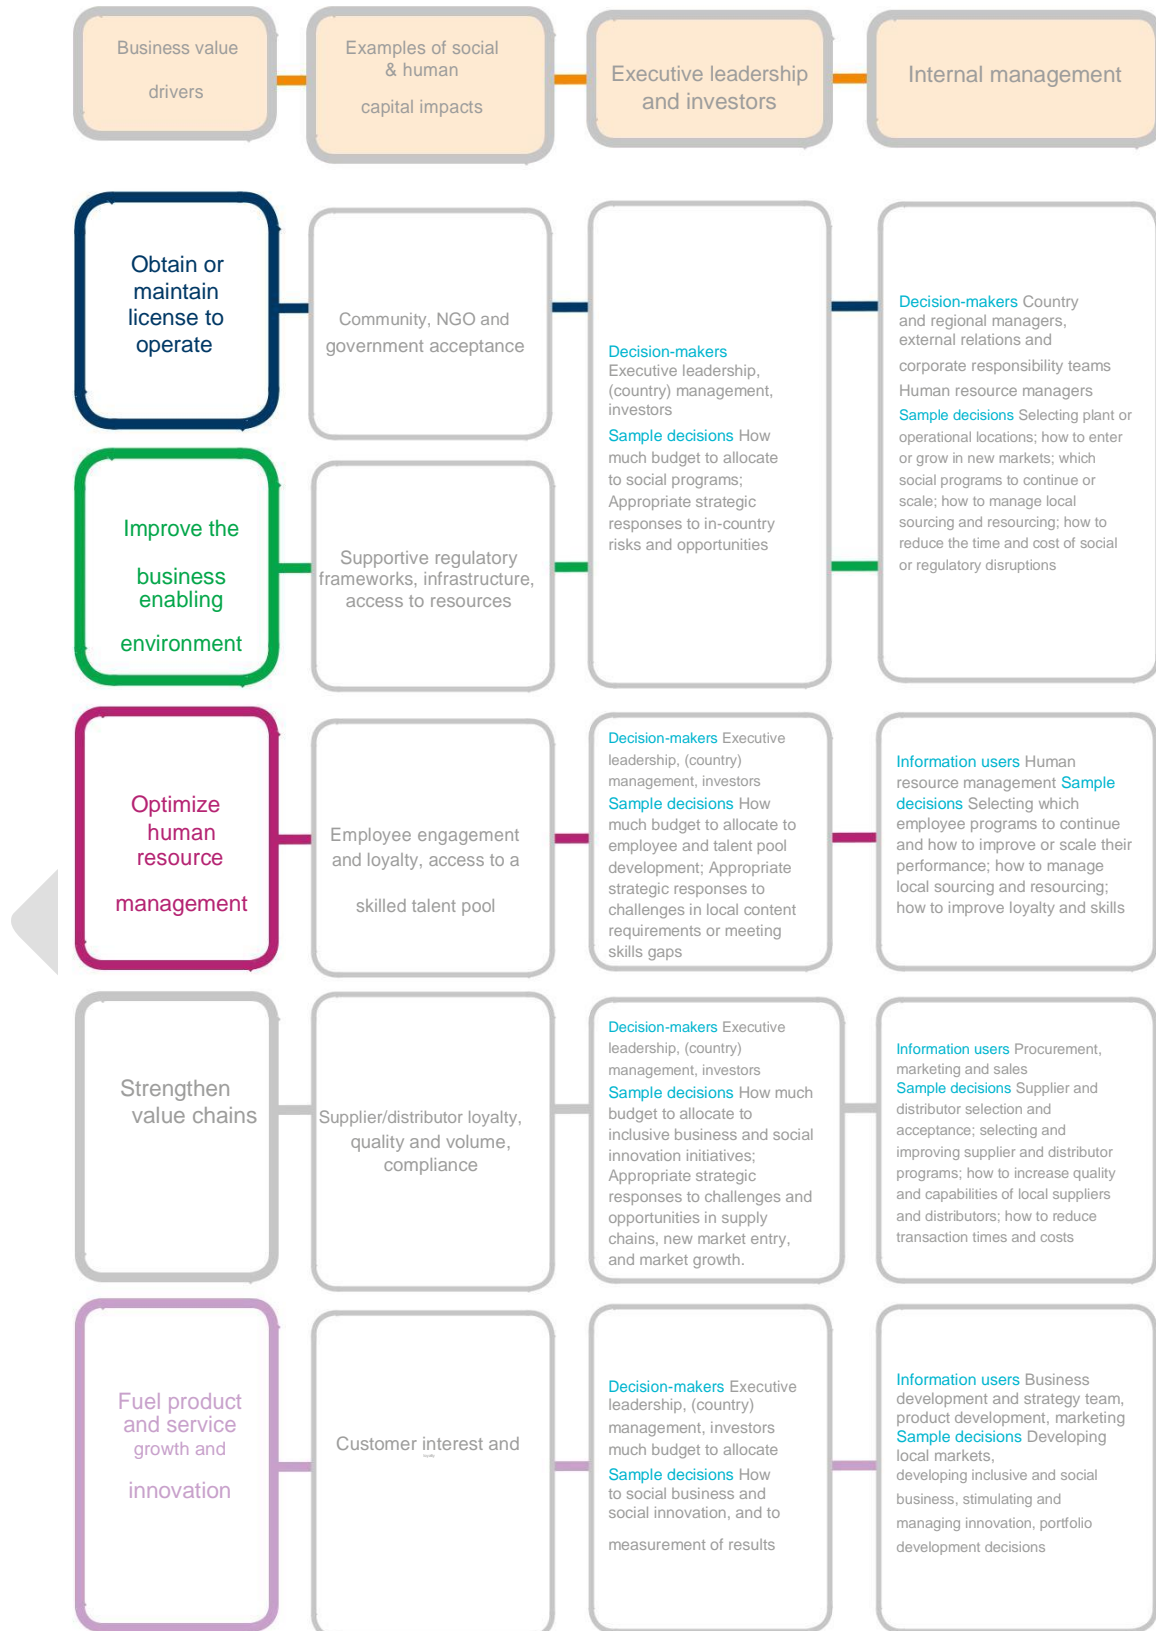 Business value
drivers
Examples of social
& human
capital impacts
Executive leadership
and investors
Internal management
Obtain or
maintain
license to
operate
Community, NGO and
government acceptance
Decision-makers
Executive leadership,
(country) management,
investors
Sample decisions How
much budget to allocate
to social programs;
Appropriate strategic
responses to in-country
risks and opportunities
Decision-makers Country
and regional managers,
external relations and
corporate responsibility teams
Human resource managers
Sample decisions Selecting plant or
operational locations; how to enter
or grow in new markets; which
social programs to continue or
scale; how to manage local
sourcing and resourcing; how to
reduce the time and cost of social
or regulatory disruptions
Improve the
business
enabling
environment
Supportive regulatory
frameworks, infrastructure,
access to resources
Optimize
human
resource
management
Employee engagement
and loyalty, access to a
skilled talent pool
Decision-makers Executive
leadership, (country)
management, investors
Sample decisions How
much budget to allocate to
employee and talent pool
development; Appropriate
strategic responses to
challenges in local content
requirements or meeting
skills gaps
Information users Human
resource management Sample
decisions Selecting which
employee programs to continue
and how to improve or scale their
performance; how to manage
local sourcing and resourcing;
how to improve loyalty and skills
Strengthen
value chains
Supplier/distributor loyalty,
quality and volume,
compliance
Decision-makers Executive
leadership, (country)
management, investors
Sample decisions How much
budget to allocate to
inclusive business and social
innovation initiatives;
Appropriate strategic
responses to challenges and
opportunities in supply
chains, new market entry,
and market growth.
Information users Procurement,
marketing and sales
Sample decisions Supplier and
distributor selection and
acceptance; selecting and
improving supplier and distributor
programs; how to increase quality
and capabilities of local suppliers
and distributors; how to reduce
transaction times and costs
Fuel product
and service
growth and
innovation
Customer interest and
Decision-makers Executive
leadership, (country)
management, investors
much budget to allocate
Sample decisions How
to social business and
social innovation, and to
measurement of results
Information users Business
development and strategy team,
product development, marketing
Sample decisions Developing
local markets,
developing inclusive and social
business, stimulating and
managing innovation, portfolio
development decisions